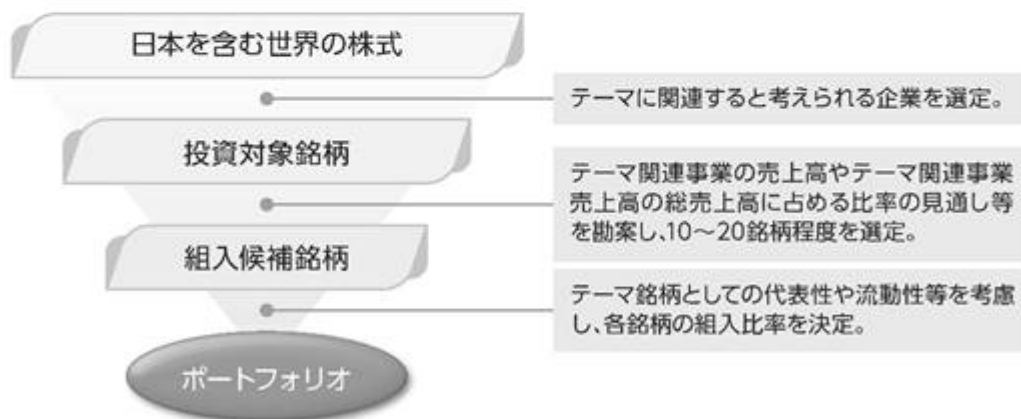 日本を含む世界の株式
テーマに関連すると考えられる企業を選定。
投資対象銘柄
テーマ関連事業の売上高やテーマ関連事業
売上高の総売上高に占める比率の見通し等
を勘案し、10～20銘柄程度を選定。
組入候補銘柄
テーマ銘柄としての代表性や流動性等を考慮
し、各銘柄の組入比率を決定。
ポートフォリオ